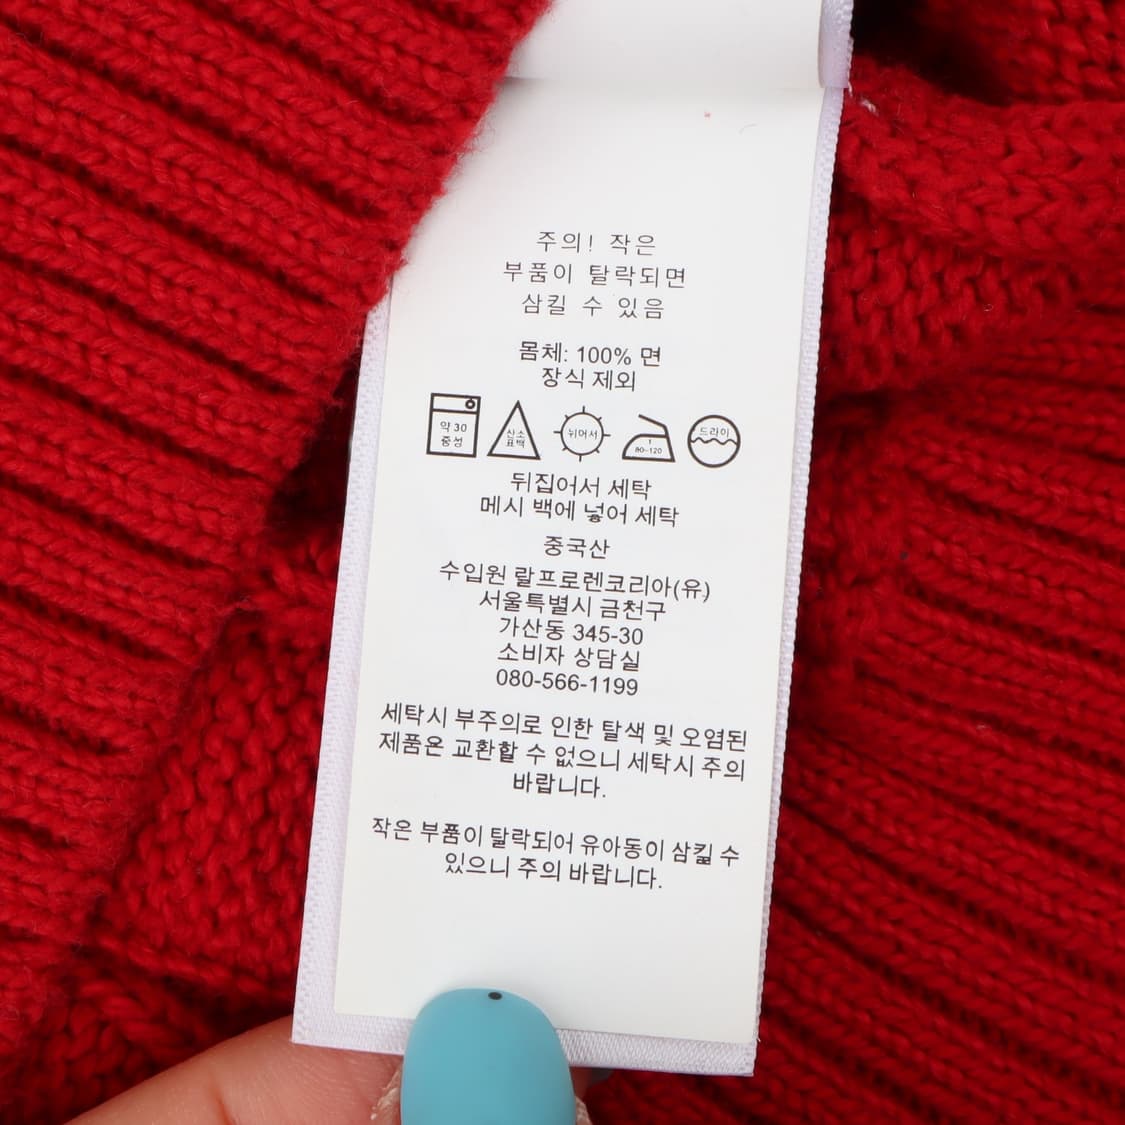 주의! 작은
부품이 탈락되면
삼킬 수 있음
몸체: 100% 면
장식 제외
약 30
중성
산소
표백
뉘어서
1
80~120
드라이
뒤집어서 세탁
메시 백에 넣어 세탁
중국산
수입원 랄프로렌코리아(유)
서울특별시 금천구
가산동 345-30
소비자 상담실
080-566-1199
세탁시 부주의로 인한 탈색 및 오염된
제품은 교환할 수 없으니 세탁시 주의
바랍니다.
작은 부품이 탈락되어 유아동이 삼킬 수
있으니 주의 바랍니다.